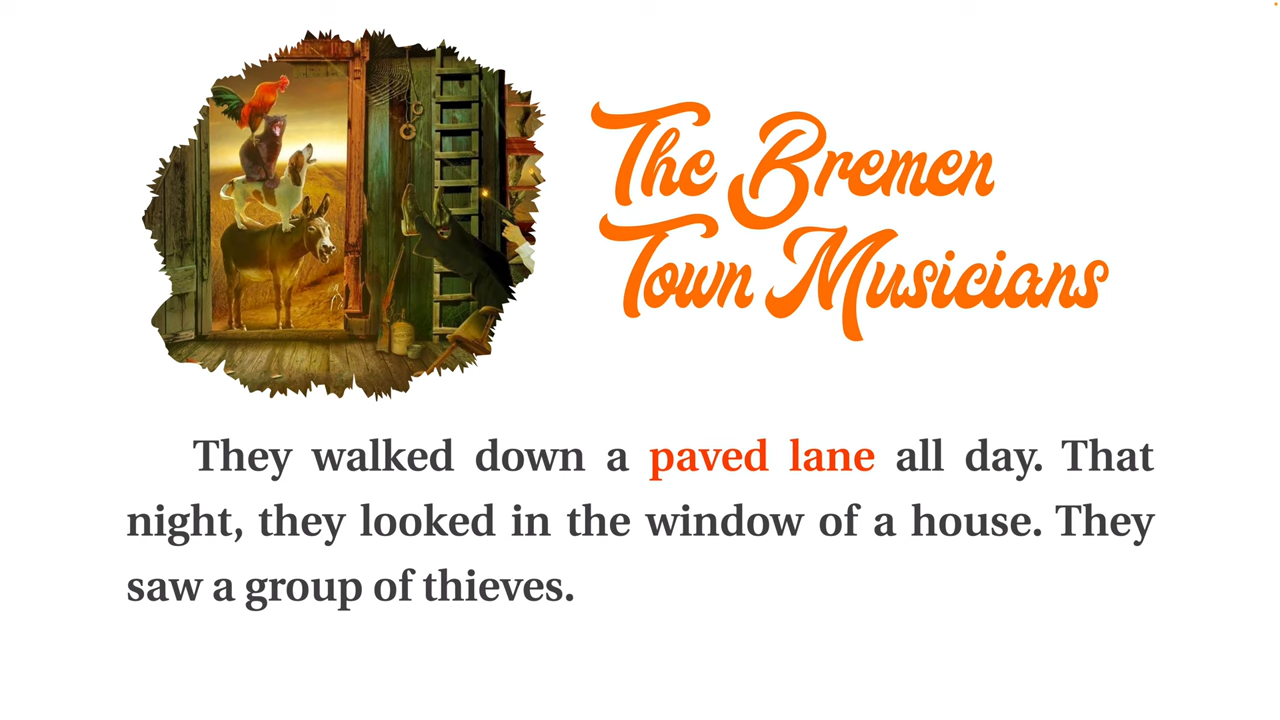 The Bremen
Town Musicians
They walked down a paved lane all day. That
night, they looked in the window of a house. They
saw a group of thieves.